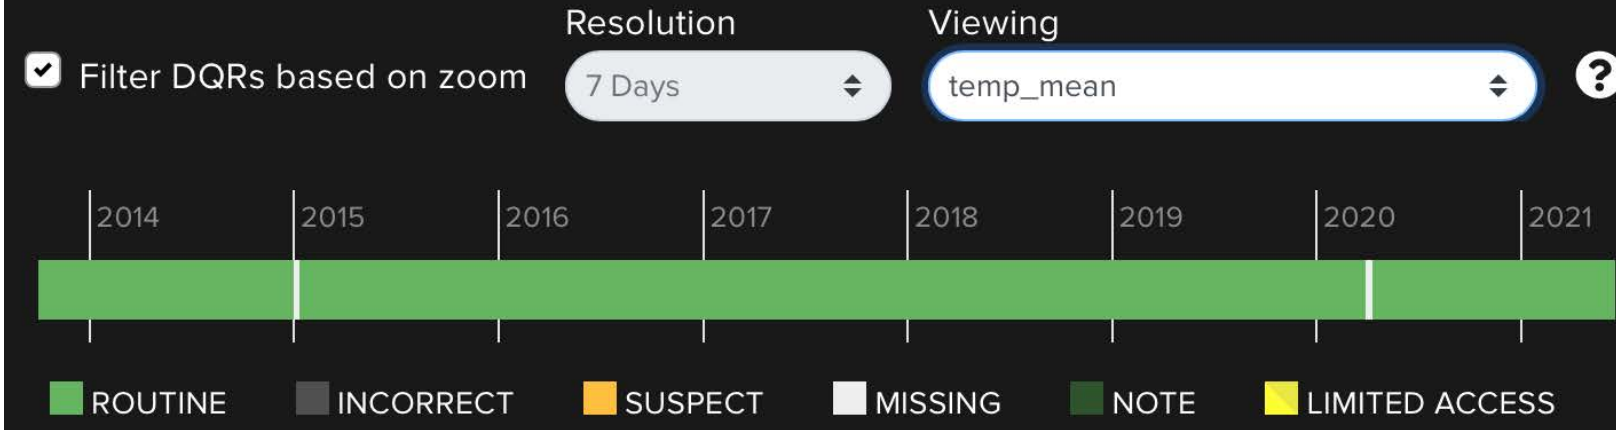 Resolution Viewing
Filter DQRs based on zoom 7 Days temp_mean ?
2014 2015 2016 2017 2018 2019 2020 2021
ROUTINE INCORRECT SUSPECT MISSING NOTE LIMITED ACCESS